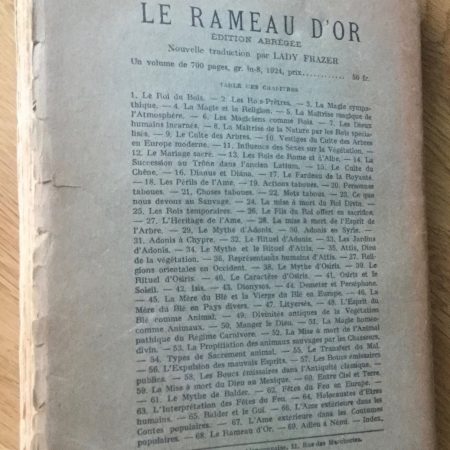 LE RAMEAU D'OR
ÉDITION ABRÉGÉE
Nouvelle traduction par LADY FRAZER
Un volume de 700 pages, gr. in-8, 1924, prix............ 50 fr.
TABLE DES CHAPITRES
1. Le Roi du Bois. — 2. Les Rois-Prêtres. — 3. La Magie sympa-
thique. — 4. La Magie et la Religion. — 5. La Maîtrise magique de
l'Atmosphère. — 6. Les Magiciens comme Rois. — 7. Les Dieux
humains incarnés. — 8. La Maîtrise de la Nature par les Rois spécia-
lisés. — 9. Le Culte des Arbres. — 10. Vestiges du Culte des Arbres
en Europe moderne. — 11. Influence des Sexes sur la Végétation. —
12. Le Mariage sacré. — 13. Les Rois de Rome et d'Albe. — 14. La
Succession au Trône dans l'ancien Latium. — 15. Le Culte du
Chêne. — 16. Dianus et Diana. — 17. Le Fardeau de la Royauté.
— 18. Les Périls de l'Ame. — 19. Actions taboues. — 20. Personnes
taboues. — 21. Choses taboues. — 22. Mots tabous. — 23. Ce que
nous devons au Sauvage. — 24. La mise à mort du Roi Divin. —
25. Les Rois temporaires. — 26. Le Fils du Roi offert en sacrifice.
— 27. L'Héritage de l'Ame. — 28. La mise à mort de l'Esprit de
l'Arbre. — 29. Le Mythe d'Adonis. — 30. Adonis en Syrie. —
31. Adonis à Chypre. — 32. Le Rituel d'Adonis. — 33. Les Jardins
d'Adonis. — 34. Le Mythe et le Rituel d'Attis. — 35. Attis, Dieu
de la végétation. — 36. Représentants humains d'Attis. — 37. Reli-
gions orientales en Occident. — 38. Le Mythe d'Osiris. — 39. Le
Rituel d'Osiris. — 40. Le Caractère d'Osiris. — 41. Osiris et le
Soleil. — 42. Isis. — 43. Dionysos. — 44. Demeter et Perséphone.
— 45. La Mère du Blé et la Vierge du Blé en Europe. — 46. La
Mère du Blé en Pays divers. — 47. Lityersès. — 48. L'Esprit du
Blé comme Animal. — 49. Divinités antiques de la Végétation
comme Animaux. — 50. Manger le Dieu. — 51. La Magie homéo-
pathique du Régime Carnivore. — 52. La Mise à mort de l'Animal
divin. — 53. La Propitiation des animaux sauvages par les Chasseurs.
— 54. Types de Sacrement animal. — 55. Le Transfert du Mal.
— 56. L'Expulsion des mauvais Esprits. — 57. Les Boucs émissaires
publics. — 58. Les Boucs émissaires dans l'Antiquité classique. —
59. La Mise à mort du Dieu au Mexique. — 60. Entre Ciel et Terre.
— 61. Le Mythe de Balder. — 62. Fêtes du Feu en Europe. —
63. L'Interprétation des Fêtes du Feu. — 64. Holocaustes d'Etres
humains. — 65. Balder et le Gui. — 66. L'Ame extérieure dans les
Contes populaires. — 67. L'Ame extérieure dans les Coutumes
populaires. — 68. Le Rameau d'Or. — 69. Adieu à Némi. — Index.
11, Rue des Marchands.